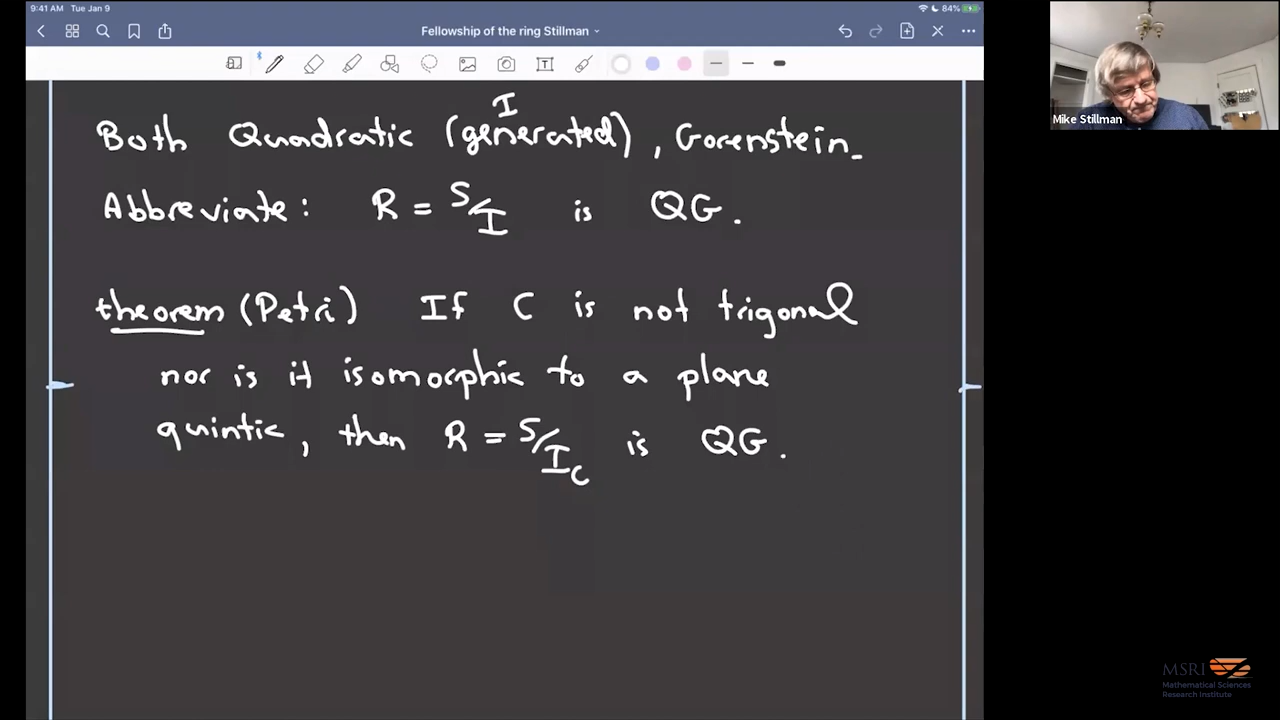 9:41 AM Tue Jan 9
84%
Fellowship of the ring Stillman
I
Both Quadratic (generated), Gorenstein.
Abbreviate: R = S/I is QG.
theorem (Petri) If C is not trigonal
nor is it isomorphic to a plane
quintic, then R = S/I_C is QG.
Mike Stillman
MSRI
Mathematical Sciences
Research Institute